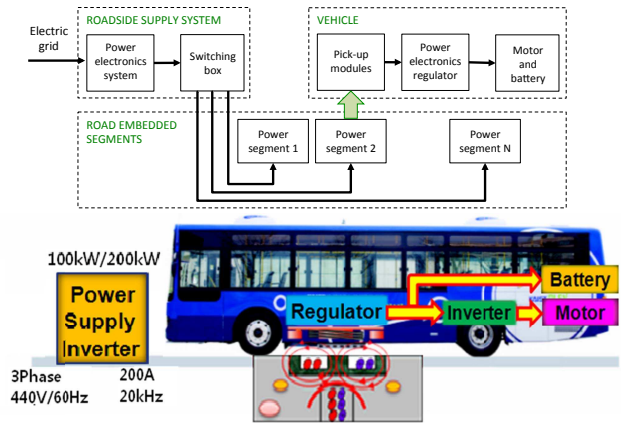 ROADSIDE SUPPLY SYSTEM
VEHICLE
Electric
grid
Power
electronics
system
Switching
box
Pick-up
modules
Power
electronics
regulator
Motor
and
battery
ROAD EMBEDDED
SEGMENTS
Power
segment 1
Power
segment 2
Power
segment N
100kW/200kW
Power
Supply
Inverter
3Phase
440V/60Hz
200A
20kHz
Regulator
Inverter
Battery
Motor